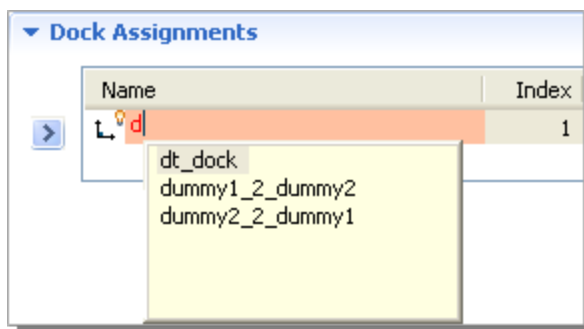 Dock Assignments
Name Index
d 1
dt_dock
dummy1_2_dummy2
dummy2_2_dummy1